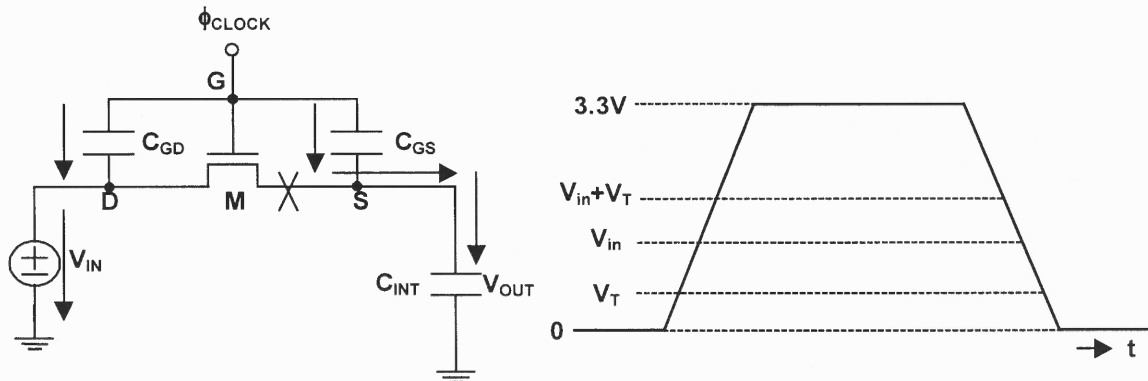 ϕCLOCK
G
CGD
CGS
D
M
S
VIN
CINT
VOUT
3.3V
Vin+VT
Vin
VT
0
t